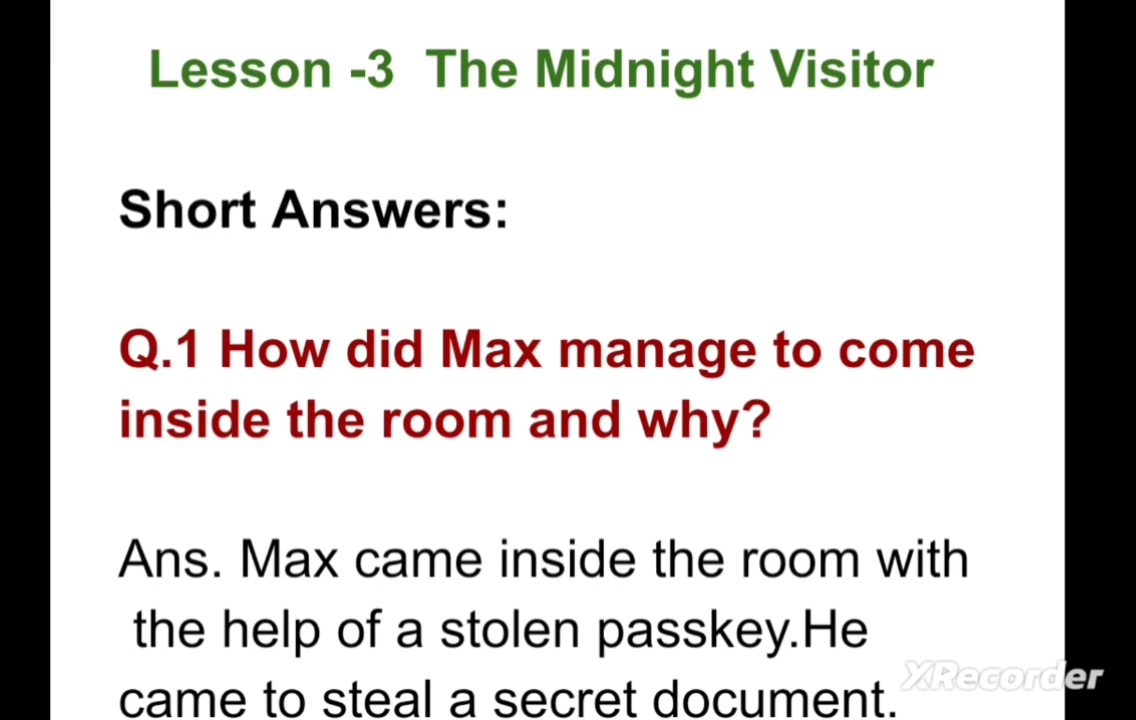 Lesson -3  The Midnight Visitor
Short Answers:
Q.1 How did Max manage to come
inside the room and why?
Ans. Max came inside the room with
the help of a stolen passkey.He
came to steal a secret document.
XRecorder